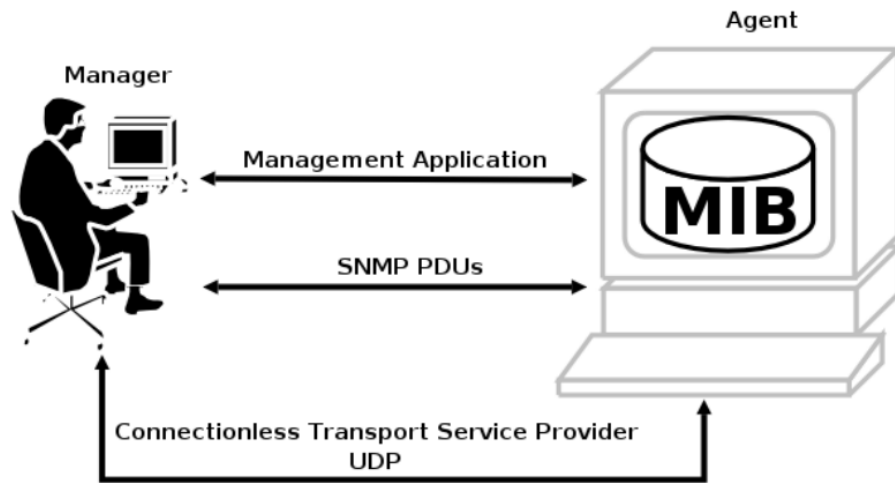 Agent
Manager
Management Application
MIB
SNMP PDUs
Connectionless Transport Service Provider
UDP